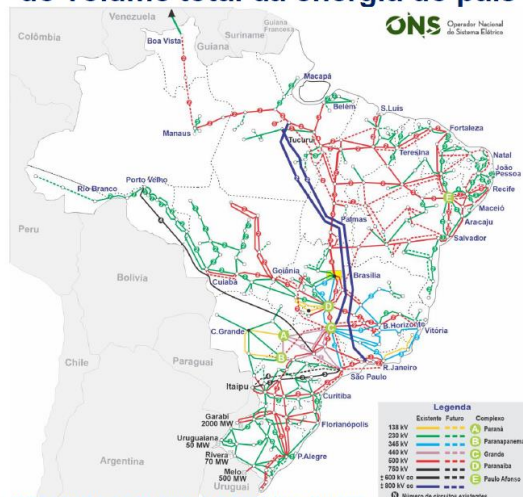 do volume total da energia do país
ONS Operador Nacional
do Sistema Elétrico
Venezuela
Colômbia
Suriname
Guiana
Francesa
Guiana
Boa Vista
Macapá
Belém
S.Luis
Manaus
Tucuruí
Fortaleza
Teresina
Natal
João
Pessoa
Porto Velho
Rio Branco
Recife
E
Maceió
Palmas
Aracaju
Peru
Salvador
Bolívia
Goiânia
Brasília
Cuiabá
D
C.Grande
A
C
B.Horizonte
Vitória
B
Chile
Paraguai
R.Janeiro
São Paulo
Itaipu
Curitiba
Garabi
2000 MW
Florianópolis
Uruguaiana
50 MW
Rivera
70 MW
P.Alegre
Melo
500 MW
Argentina
Uruguai
Legenda
Existente Futuro Complexo
138 kV A Paraná
230 kV B Paranapanema
345 kV C Grande
440 kV D Paranaíba
500 kV E Paulo Afonso
750 kV
± 600 kV cc
± 800 kV cc
Número de circuitos existentes